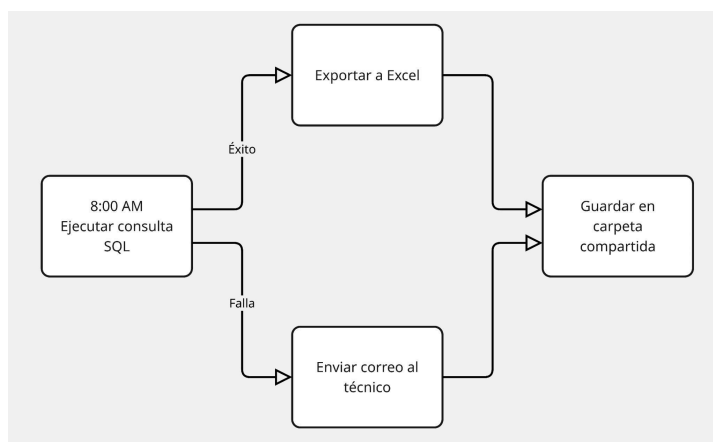 Exportar a Excel
Éxito
8:00 AM
Ejecutar consulta
SQL
Guardar en
carpeta
compartida
Falla
Enviar correo al
técnico